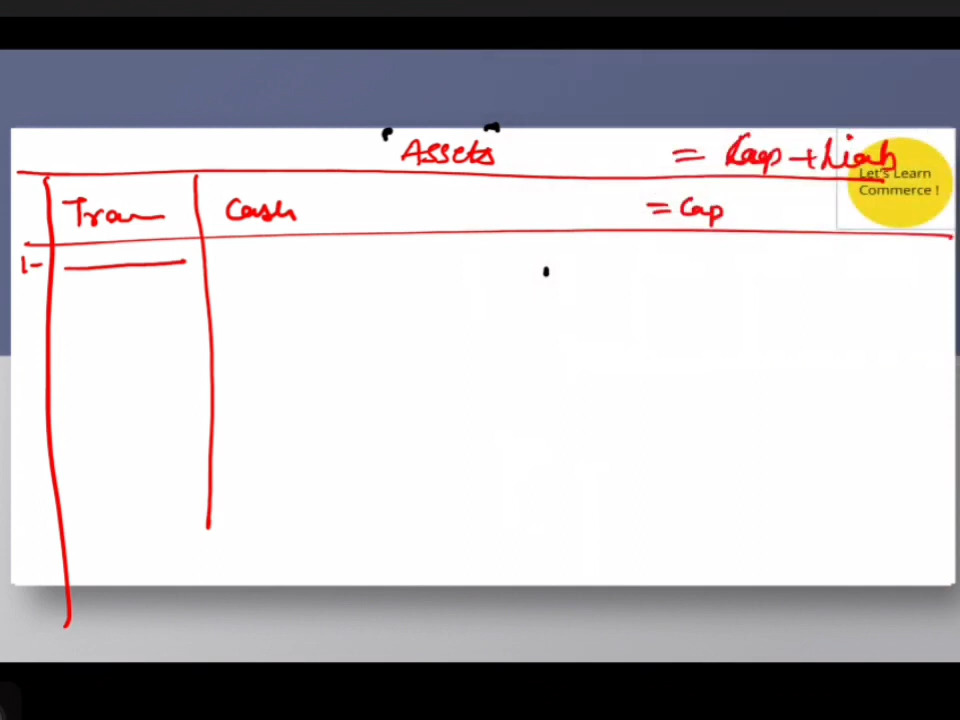 Assets = Cap + Liab
Let's Learn
Commerce !
Tran Cash = Cap
1-